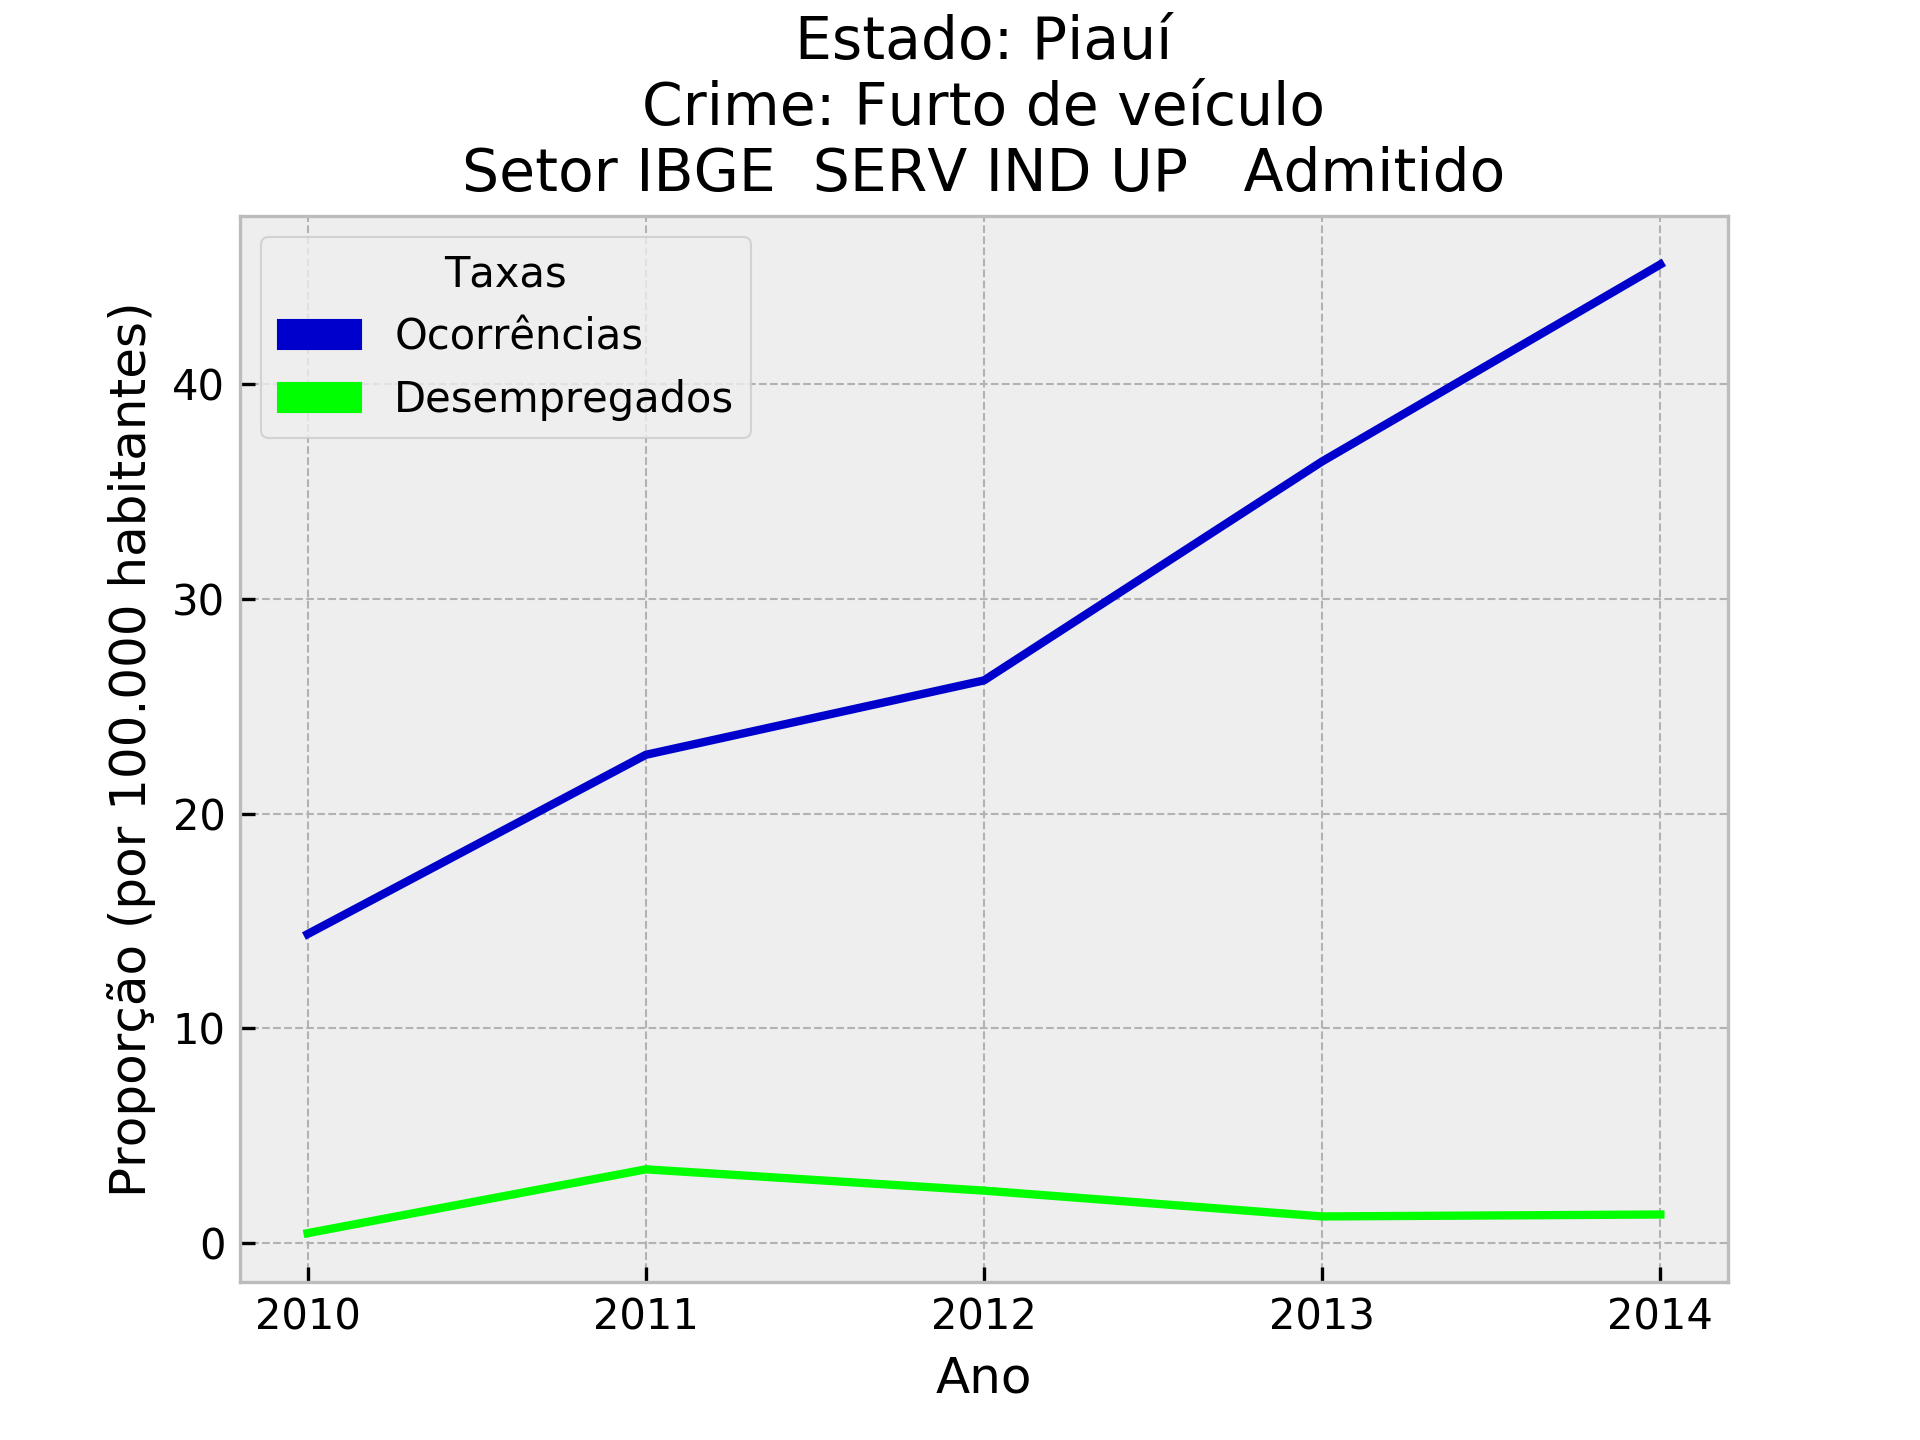 Estado: Piauí
Crime: Furto de veículo
Setor IBGE  SERV IND UP   Admitido
Taxas
Ocorrências
Desempregados
Proporção (por 100.000 habitantes)
40
30
20
10
0
2010 2011 2012 2013 2014
Ano